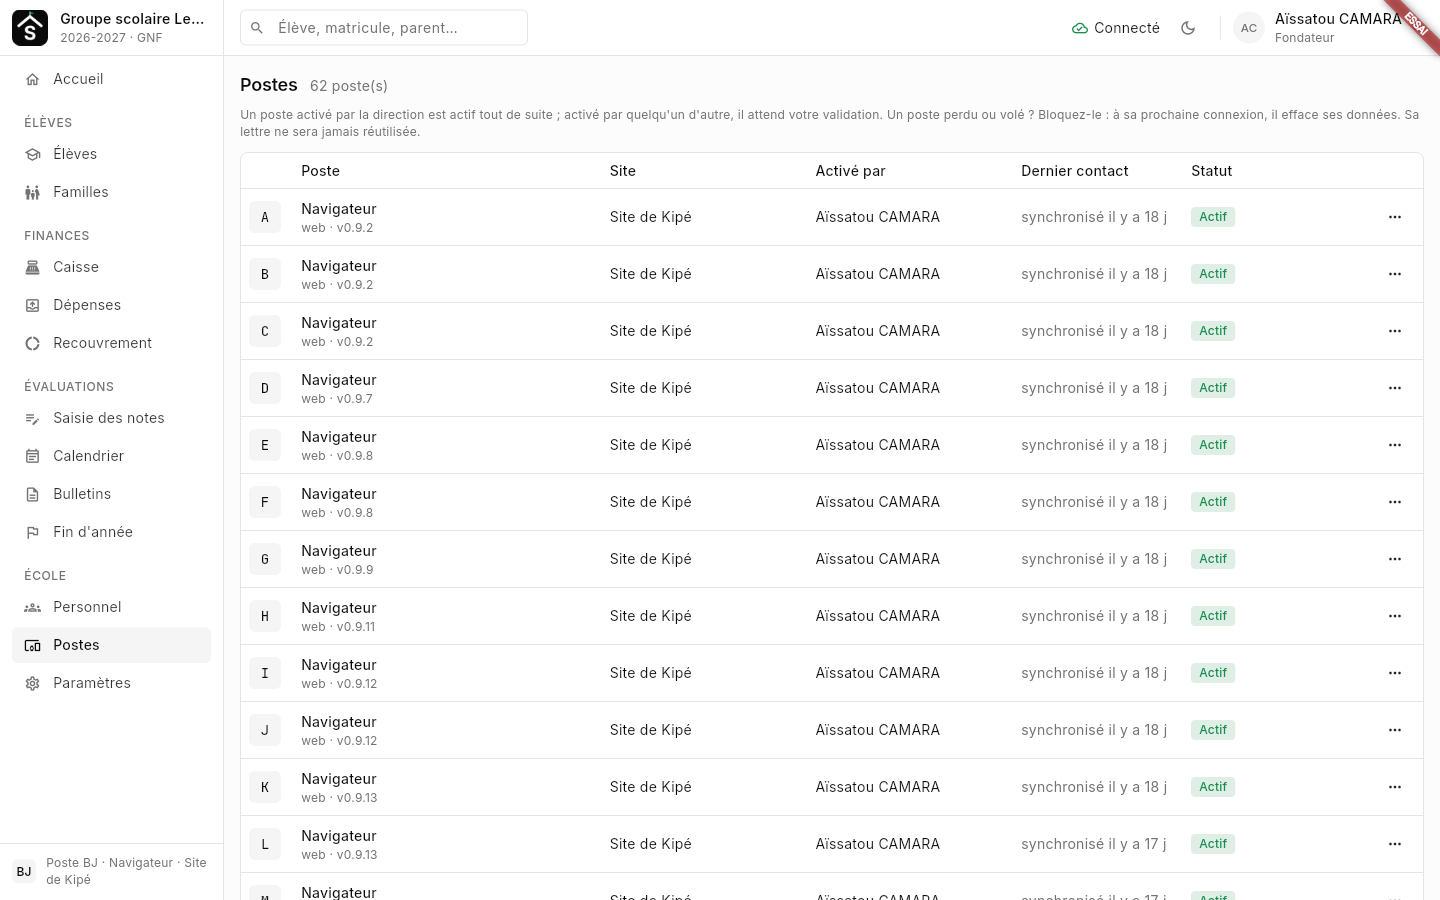 Groupe scolaire Le...
2026-2027 · GNF
Élève, matricule, parent...
Connecté
AC
Aïssatou CAMARA
Fondateur
ESSAI
Accueil
ÉLÈVES
Élèves
Familles
FINANCES
Caisse
Dépenses
Recouvrement
ÉVALUATIONS
Saisie des notes
Calendrier
Bulletins
Fin d'année
ÉCOLE
Personnel
Postes
Paramètres
BJ
Poste BJ · Navigateur · Site
de Kipé
Postes 62 poste(s)
Un poste activé par la direction est actif tout de suite ; activé par quelqu'un d'autre, il attend votre validation. Un poste perdu ou volé ? Bloquez-le : à sa prochaine connexion, il efface ses données. Sa
lettre ne sera jamais réutilisée.
Poste Site Activé par Dernier contact Statut
A Navigateur Site de Kipé Aïssatou CAMARA synchronisé il y a 18 j Actif
web · v0.9.2
B Navigateur Site de Kipé Aïssatou CAMARA synchronisé il y a 18 j Actif
web · v0.9.2
C Navigateur Site de Kipé Aïssatou CAMARA synchronisé il y a 18 j Actif
web · v0.9.2
D Navigateur Site de Kipé Aïssatou CAMARA synchronisé il y a 18 j Actif
web · v0.9.7
E Navigateur Site de Kipé Aïssatou CAMARA synchronisé il y a 18 j Actif
web · v0.9.8
F Navigateur Site de Kipé Aïssatou CAMARA synchronisé il y a 18 j Actif
web · v0.9.8
G Navigateur Site de Kipé Aïssatou CAMARA synchronisé il y a 18 j Actif
web · v0.9.9
H Navigateur Site de Kipé Aïssatou CAMARA synchronisé il y a 18 j Actif
web · v0.9.11
I Navigateur Site de Kipé Aïssatou CAMARA synchronisé il y a 18 j Actif
web · v0.9.12
J Navigateur Site de Kipé Aïssatou CAMARA synchronisé il y a 18 j Actif
web · v0.9.12
K Navigateur Site de Kipé Aïssatou CAMARA synchronisé il y a 18 j Actif
web · v0.9.13
L Navigateur Site de Kipé Aïssatou CAMARA synchronisé il y a 17 j Actif
web · v0.9.13
M Navigateur Site de Kipé Aïssatou CAMARA synchronisé il y a 17 j Actif